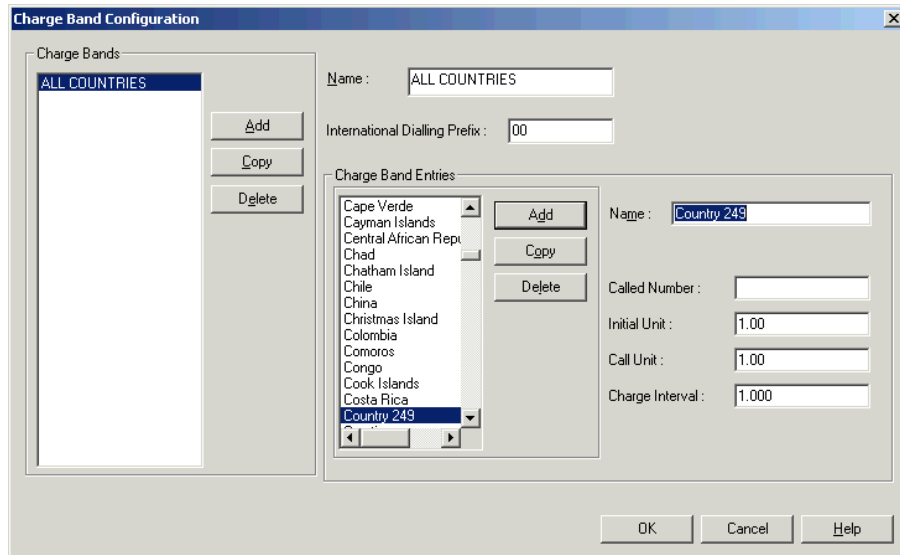 Charge Band Configuration
Charge Bands
ALL COUNTRIES
Add
Copy
Delete
Name :
ALL COUNTRIES
International Dialling Prefix :
00
Charge Band Entries
Cape Verde
Cayman Islands
Central African Repu
Chad
Chatham Island
Chile
China
Christmas Island
Colombia
Comoros
Congo
Cook Islands
Costa Rica
Country 249
Add
Copy
Delete
Name :
Country 249
Called Number :
Initial Unit :
1.00
Call Unit :
1.00
Charge Interval :
1.000
OK
Cancel
Help